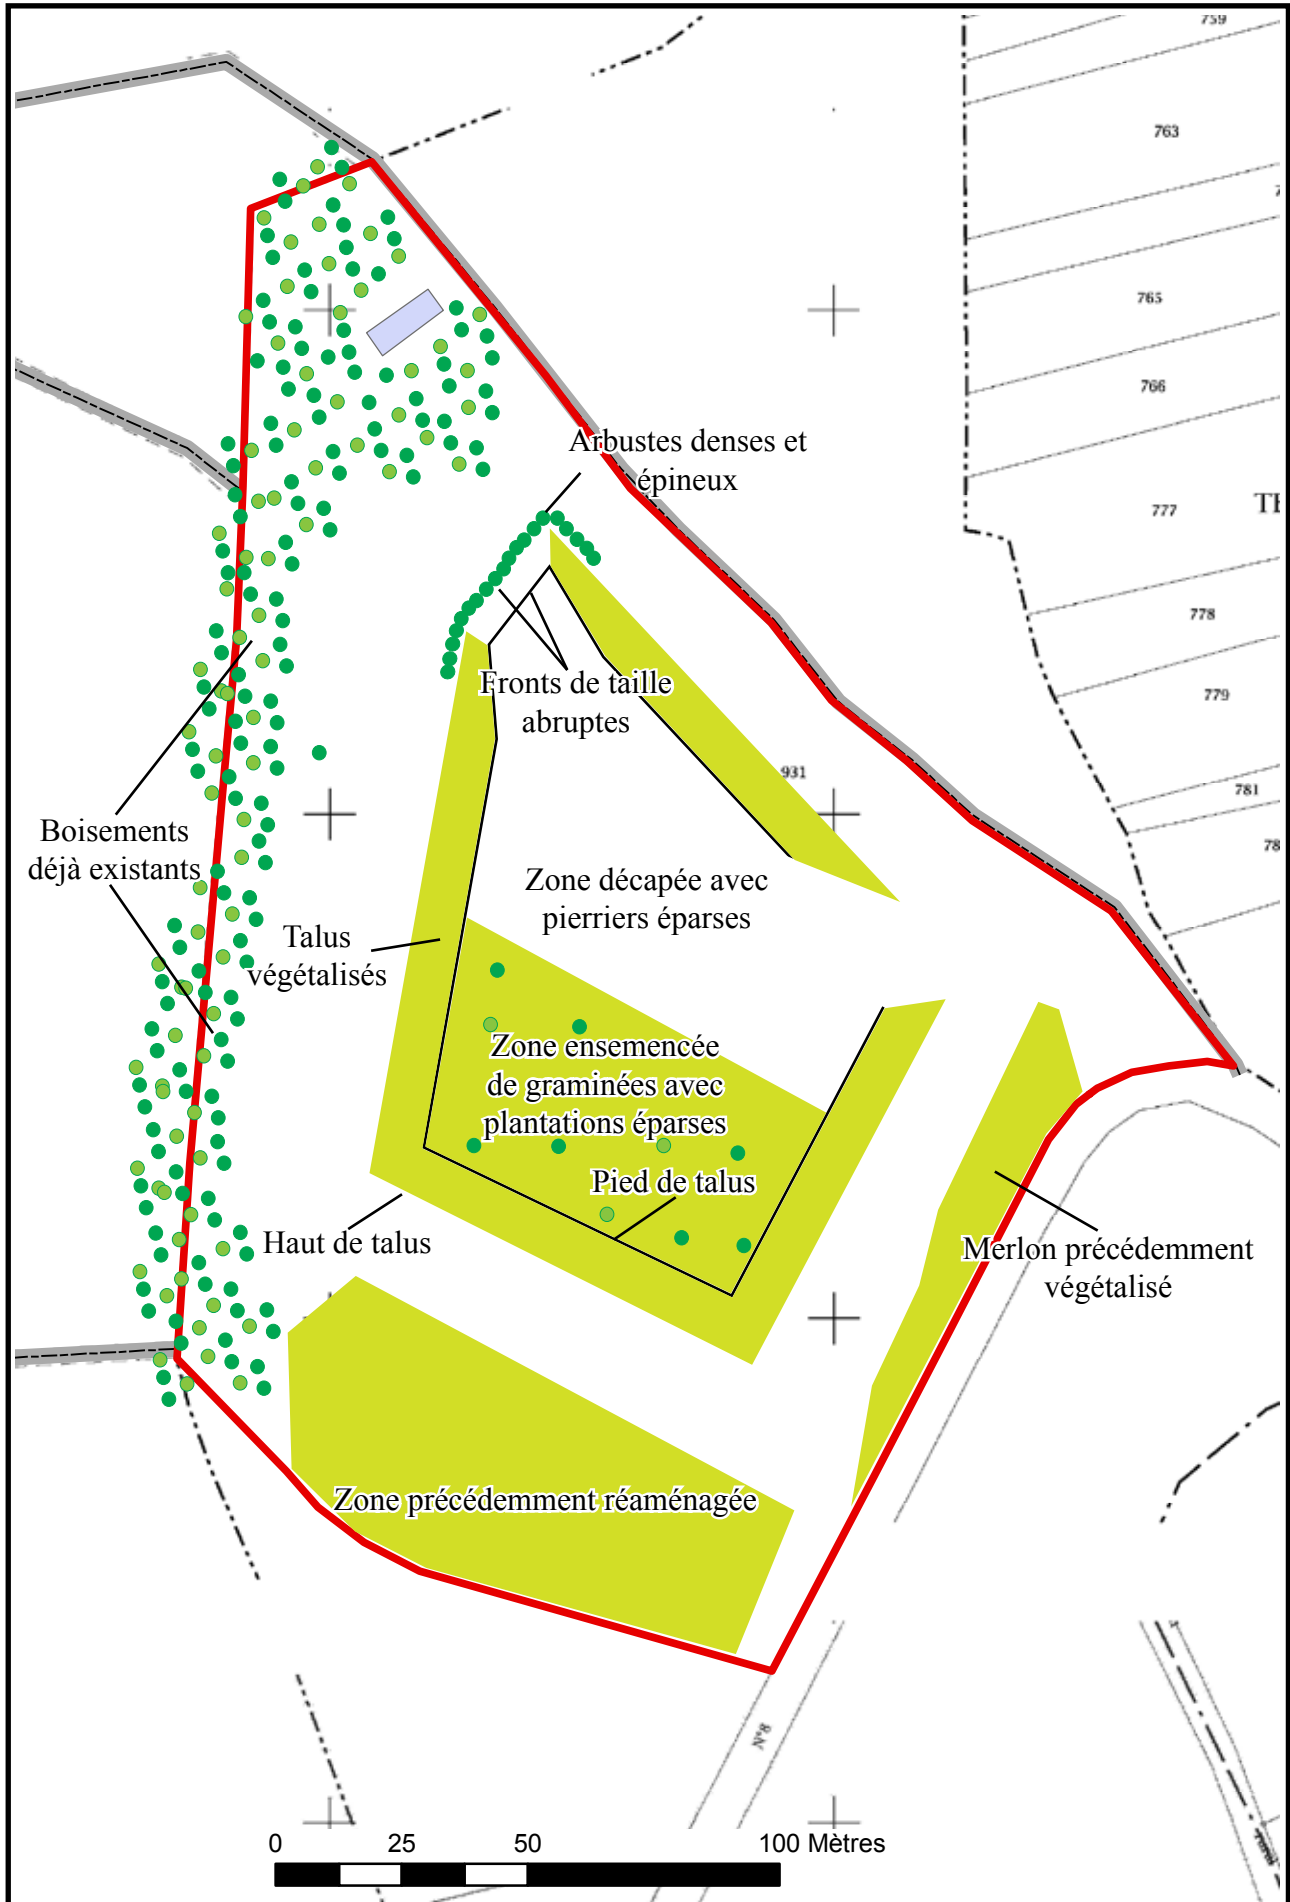 759
763
765
766
777
778
779
781
78
931
Arbustes denses et
épineux
Fronts de taille
abruptes
Boisements
déjà existants
Zone décapée avec
pierriers éparses
Talus
végétalisés
Zone ensemencée
de graminées avec
plantations éparses
Pied de talus
Haut de talus
Merlon précédemment
végétalisé
Zone précédemment réaménagée
N°8
0 25 50 100 Mètres